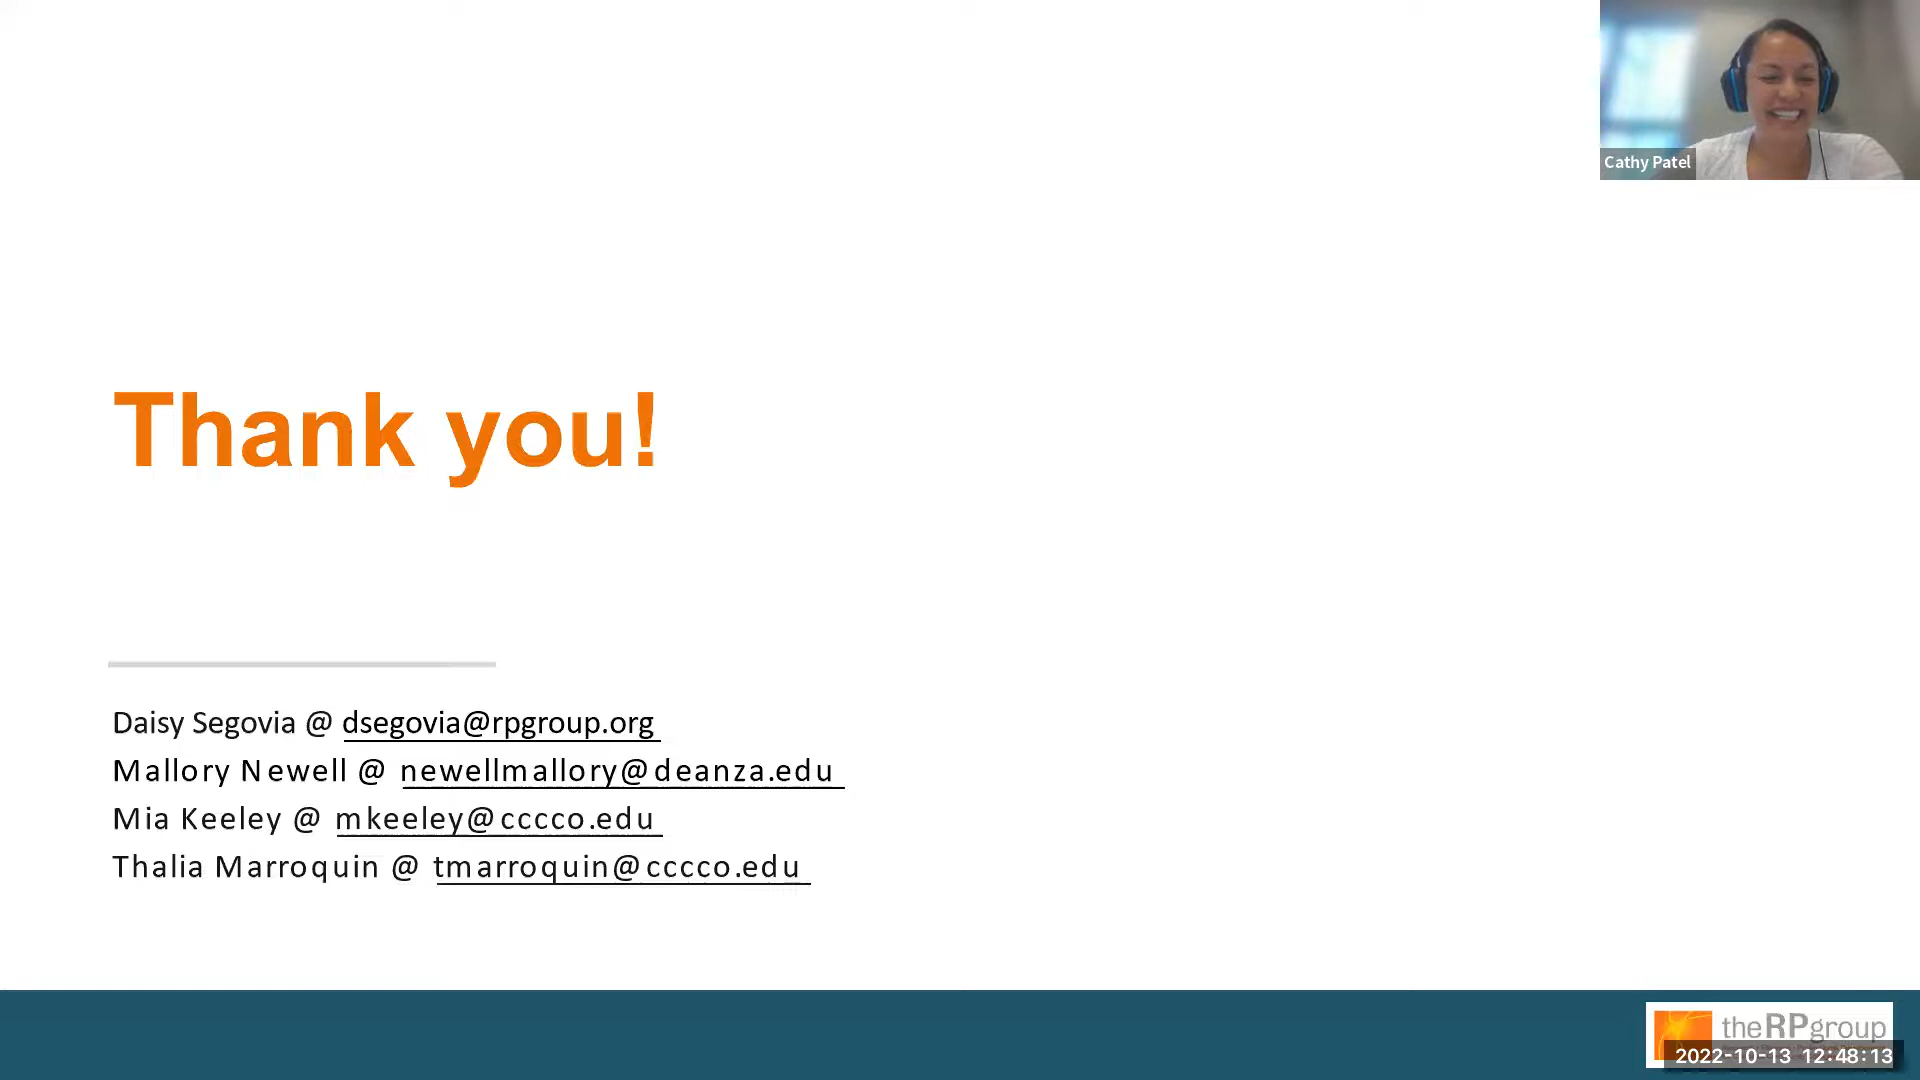 Cathy Patel
Thank you!
Daisy Segovia @ dsegovia@rpgroup.org
Mallory Newell @ newellmallory@deanza.edu
Mia Keeley @ mkeeley@cccco.edu
Thalia Marroquin @ tmarroquin@cccco.edu
theRPgroup
2022-10-13 12:48:13